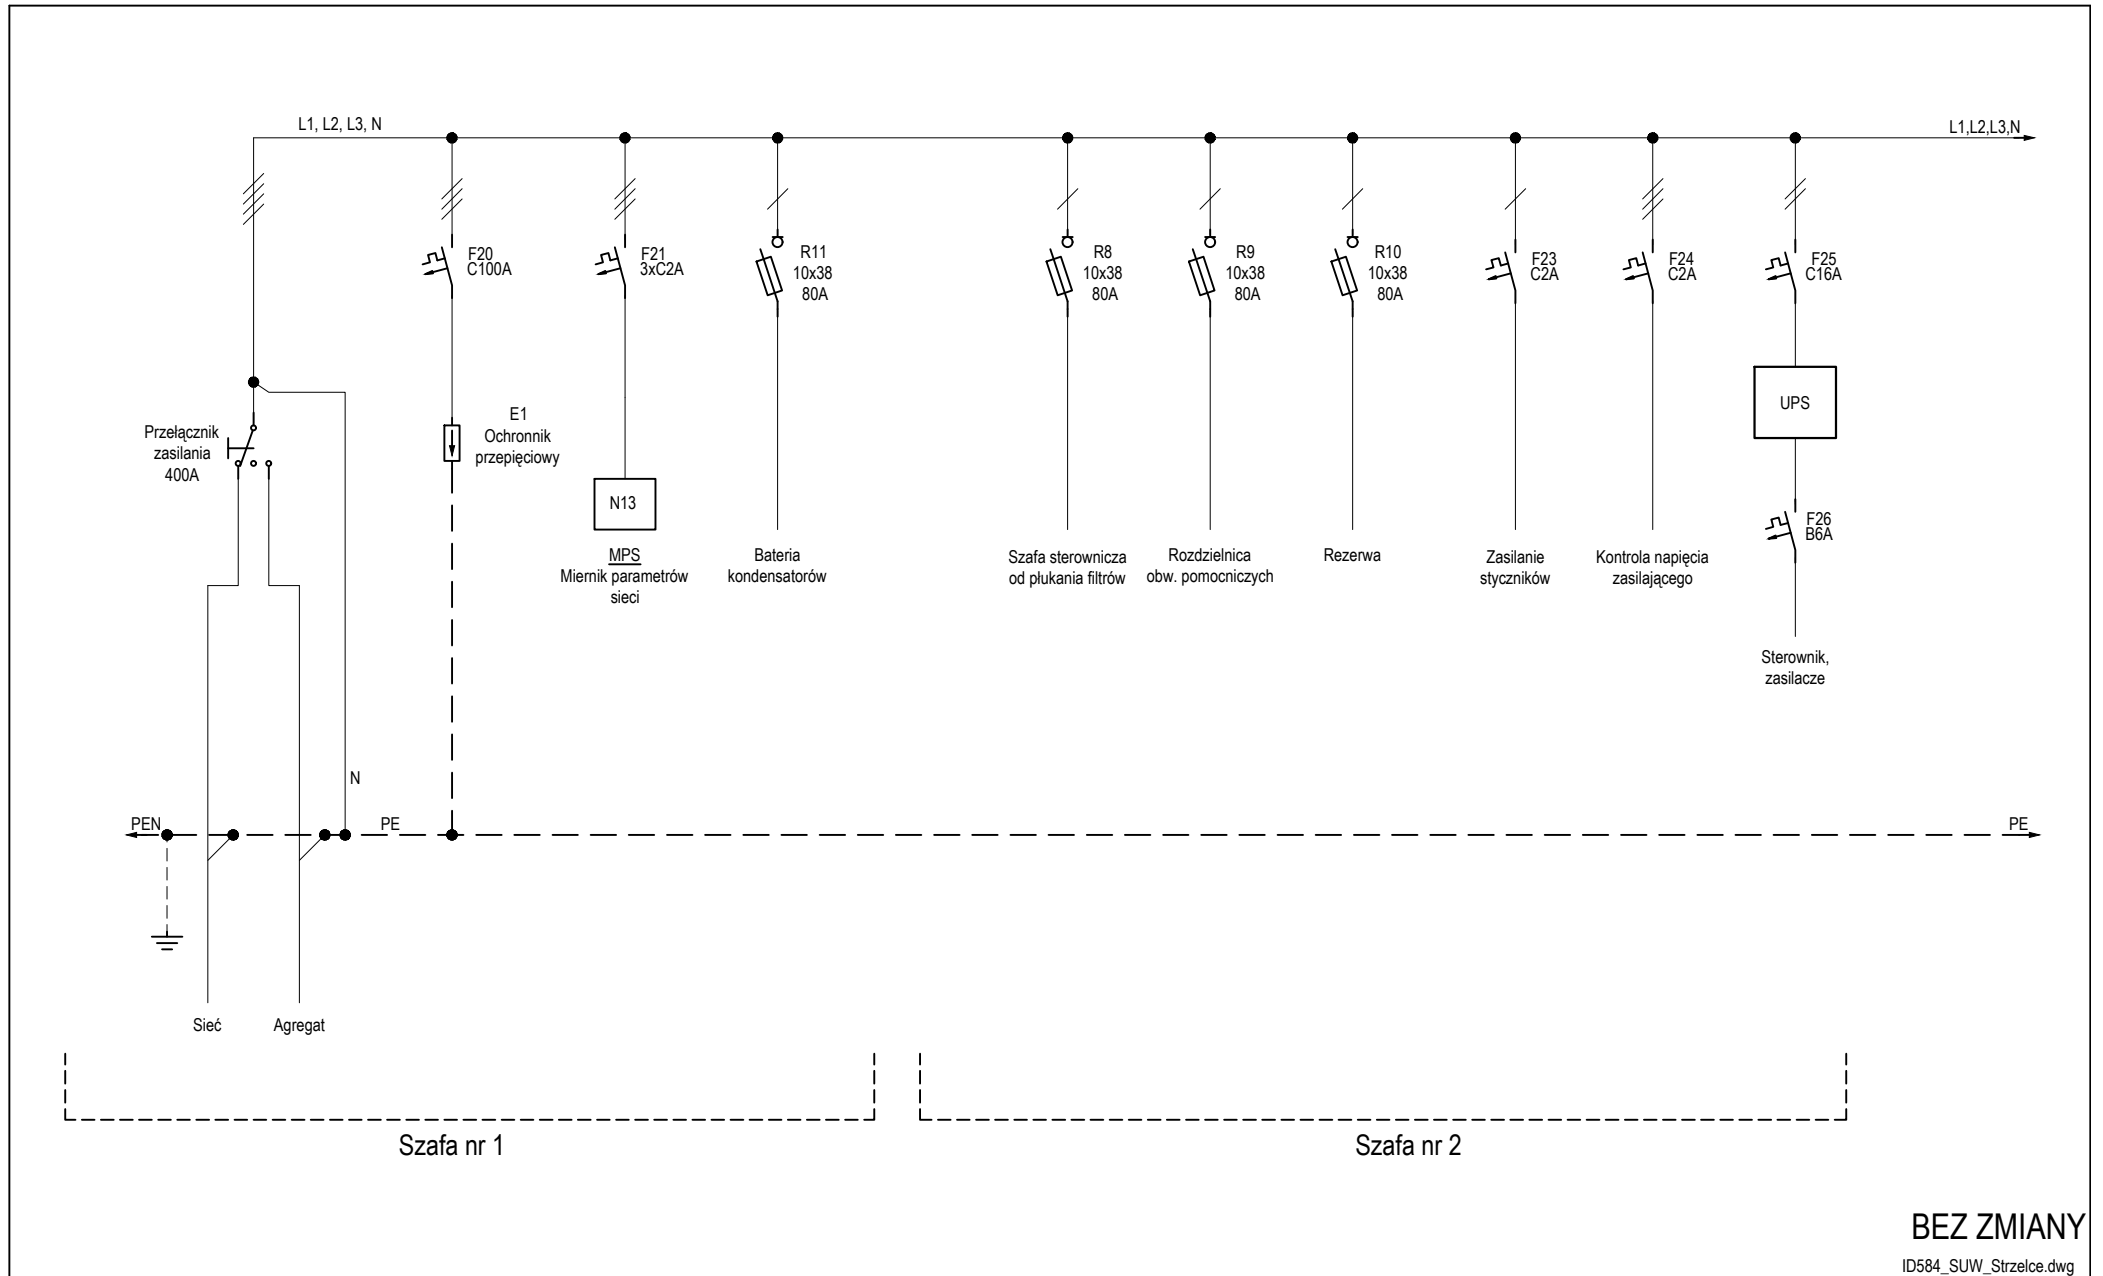 L1, L2, L3, N
L1,L2,L3,N
F20
C100A
F21
3xC2A
R11
10x38
80A
R8
10x38
80A
R9
10x38
80A
R10
10x38
80A
F23
C2A
F24
C2A
F25
C16A
Przełącznik
zasilania
400A
E1
Ochronnik
przepięciowy
UPS
N13
F26
B6A
MPS
Miernik parametrów
sieci
Bateria
kondensatorów
Szafa sterownicza
od płukania filtrów
Rozdzielnica
obw. pomocniczych
Rezerwa
Zasilanie
styczników
Kontrola napięcia
zasilającego
Sterownik,
zasilacze
N
PEN
PE
PE
Sieć
Agregat
Szafa nr 1
Szafa nr 2
BEZ ZMIANY
ID584_SUW_Strzelce.dwg